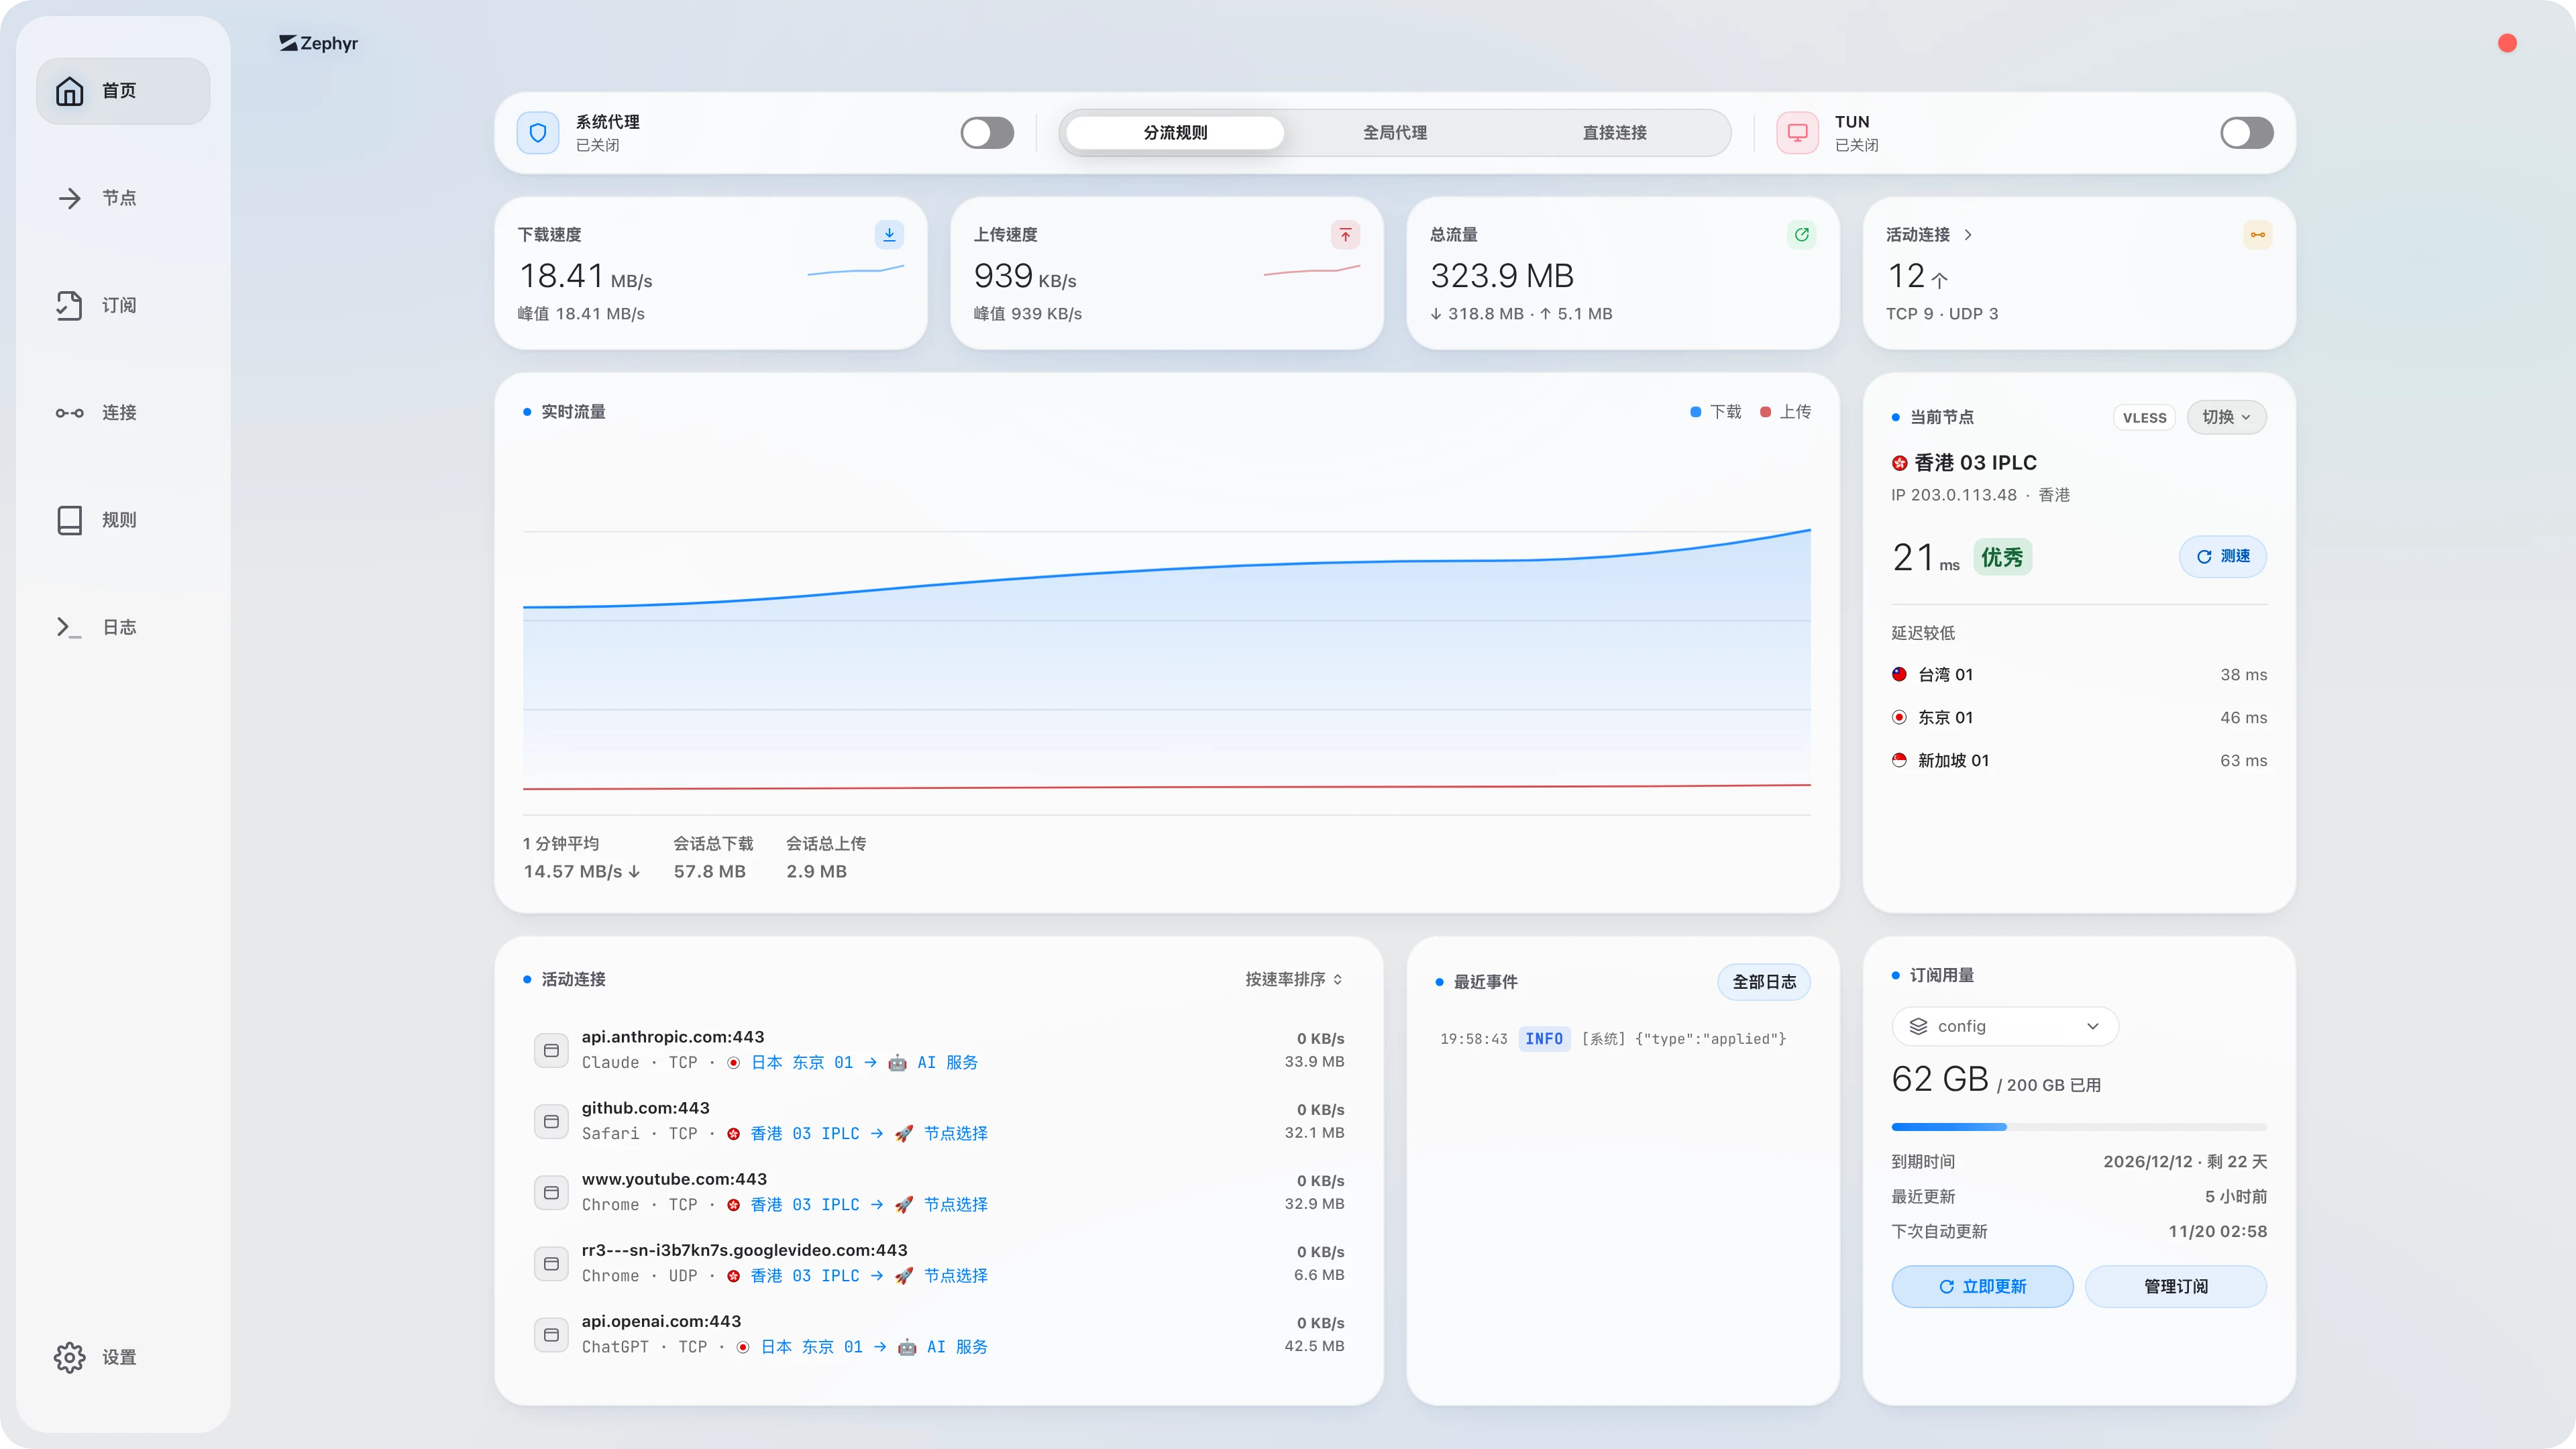 Zephyr
首页
节点
订阅
连接
规则
日志
设置
系统代理
已关闭
分流规则
全局代理
直接连接
TUN
已关闭
下载速度
18.41 MB/s
峰值 18.41 MB/s
上传速度
939 KB/s
峰值 939 KB/s
总流量
323.9 MB
↓ 318.8 MB · ↑ 5.1 MB
活动连接
12 个
TCP 9 · UDP 3
实时流量
下载
上传
1 分钟平均
14.57 MB/s ↓
会话总下载
57.8 MB
会话总上传
2.9 MB
当前节点
VLESS
切换
香港 03 IPLC
IP 203.0.113.48 · 香港
21 ms
优秀
测速
延迟较低
台湾 01
38 ms
东京 01
46 ms
新加坡 01
63 ms
活动连接
按速率排序
api.anthropic.com:443
0 KB/s
Claude · TCP · 日本 东京 01 → 🤖 AI 服务
33.9 MB
github.com:443
0 KB/s
Safari · TCP · 香港 03 IPLC → 🚀 节点选择
32.1 MB
www.youtube.com:443
0 KB/s
Chrome · TCP · 香港 03 IPLC → 🚀 节点选择
32.9 MB
rr3---sn-i3b7kn7s.googlevideo.com:443
0 KB/s
Chrome · UDP · 香港 03 IPLC → 🚀 节点选择
6.6 MB
api.openai.com:443
0 KB/s
ChatGPT · TCP · 日本 东京 01 → 🤖 AI 服务
42.5 MB
最近事件
全部日志
19:58:43 INFO [系统] {"type":"applied"}
订阅用量
config
62 GB / 200 GB 已用
到期时间
2026/12/12 · 剩 22 天
最近更新
5 小时前
下次自动更新
11/20 02:58
立即更新
管理订阅